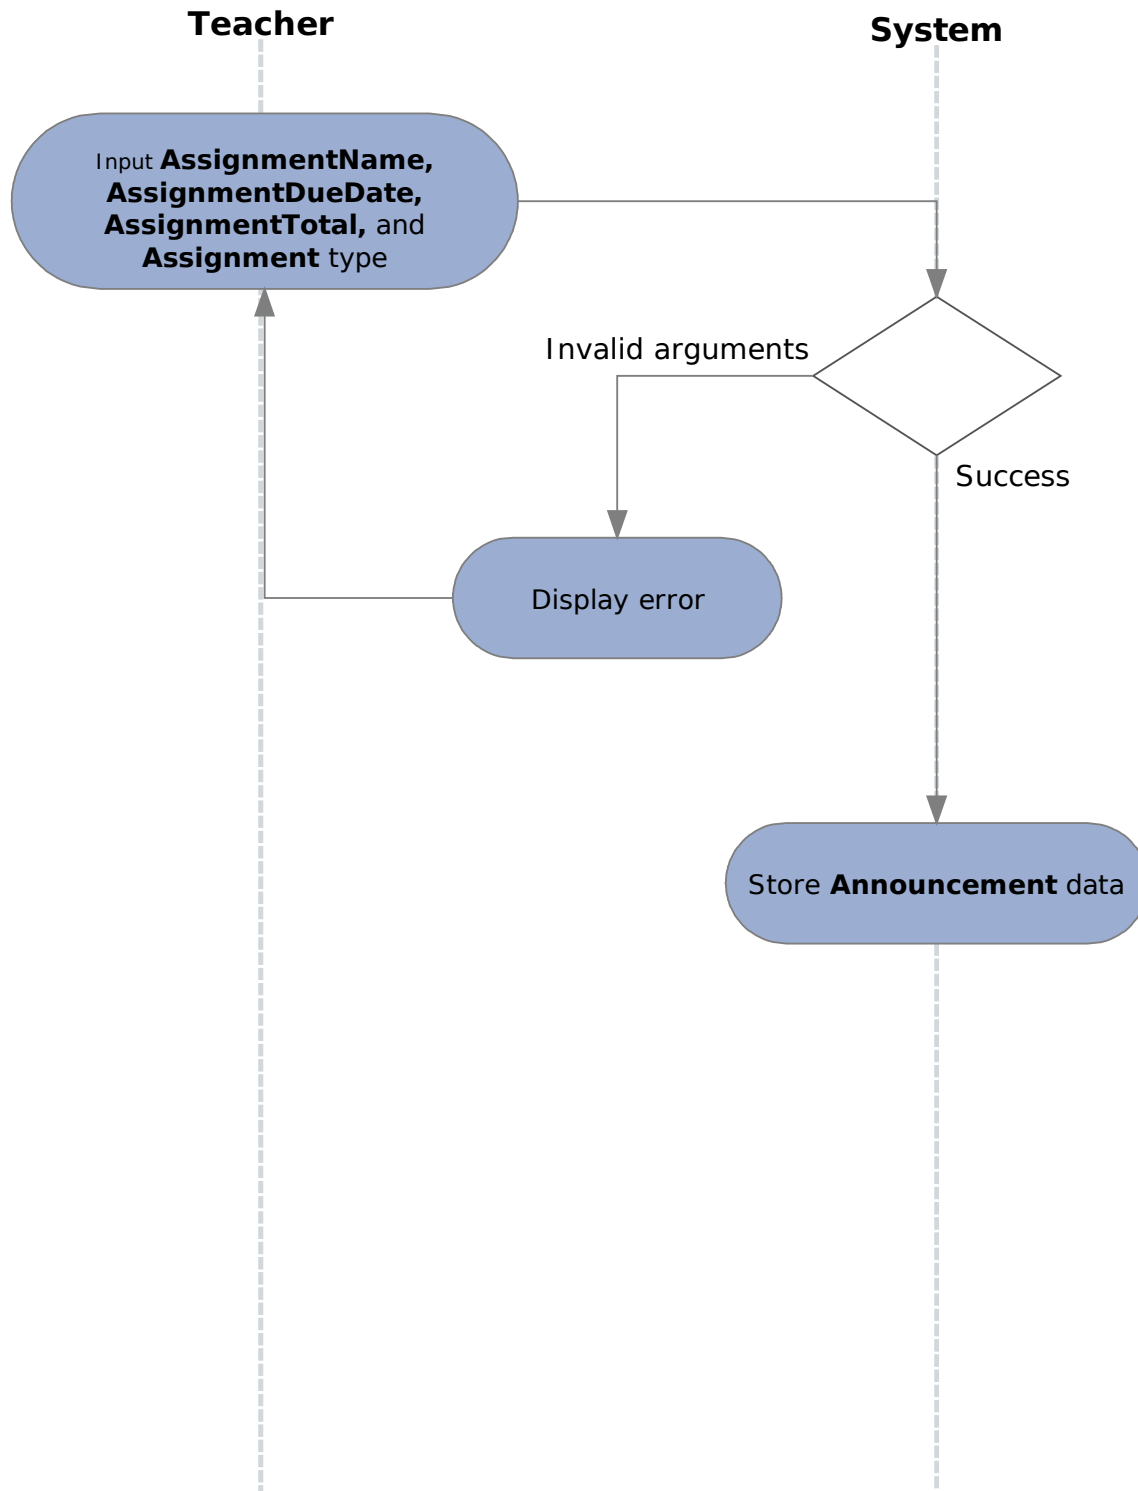 Teacher
System
Input AssignmentName,
AssignmentDueDate,
AssignmentTotal, and
Assignment type
Invalid arguments
Success
Display error
Store Announcement data